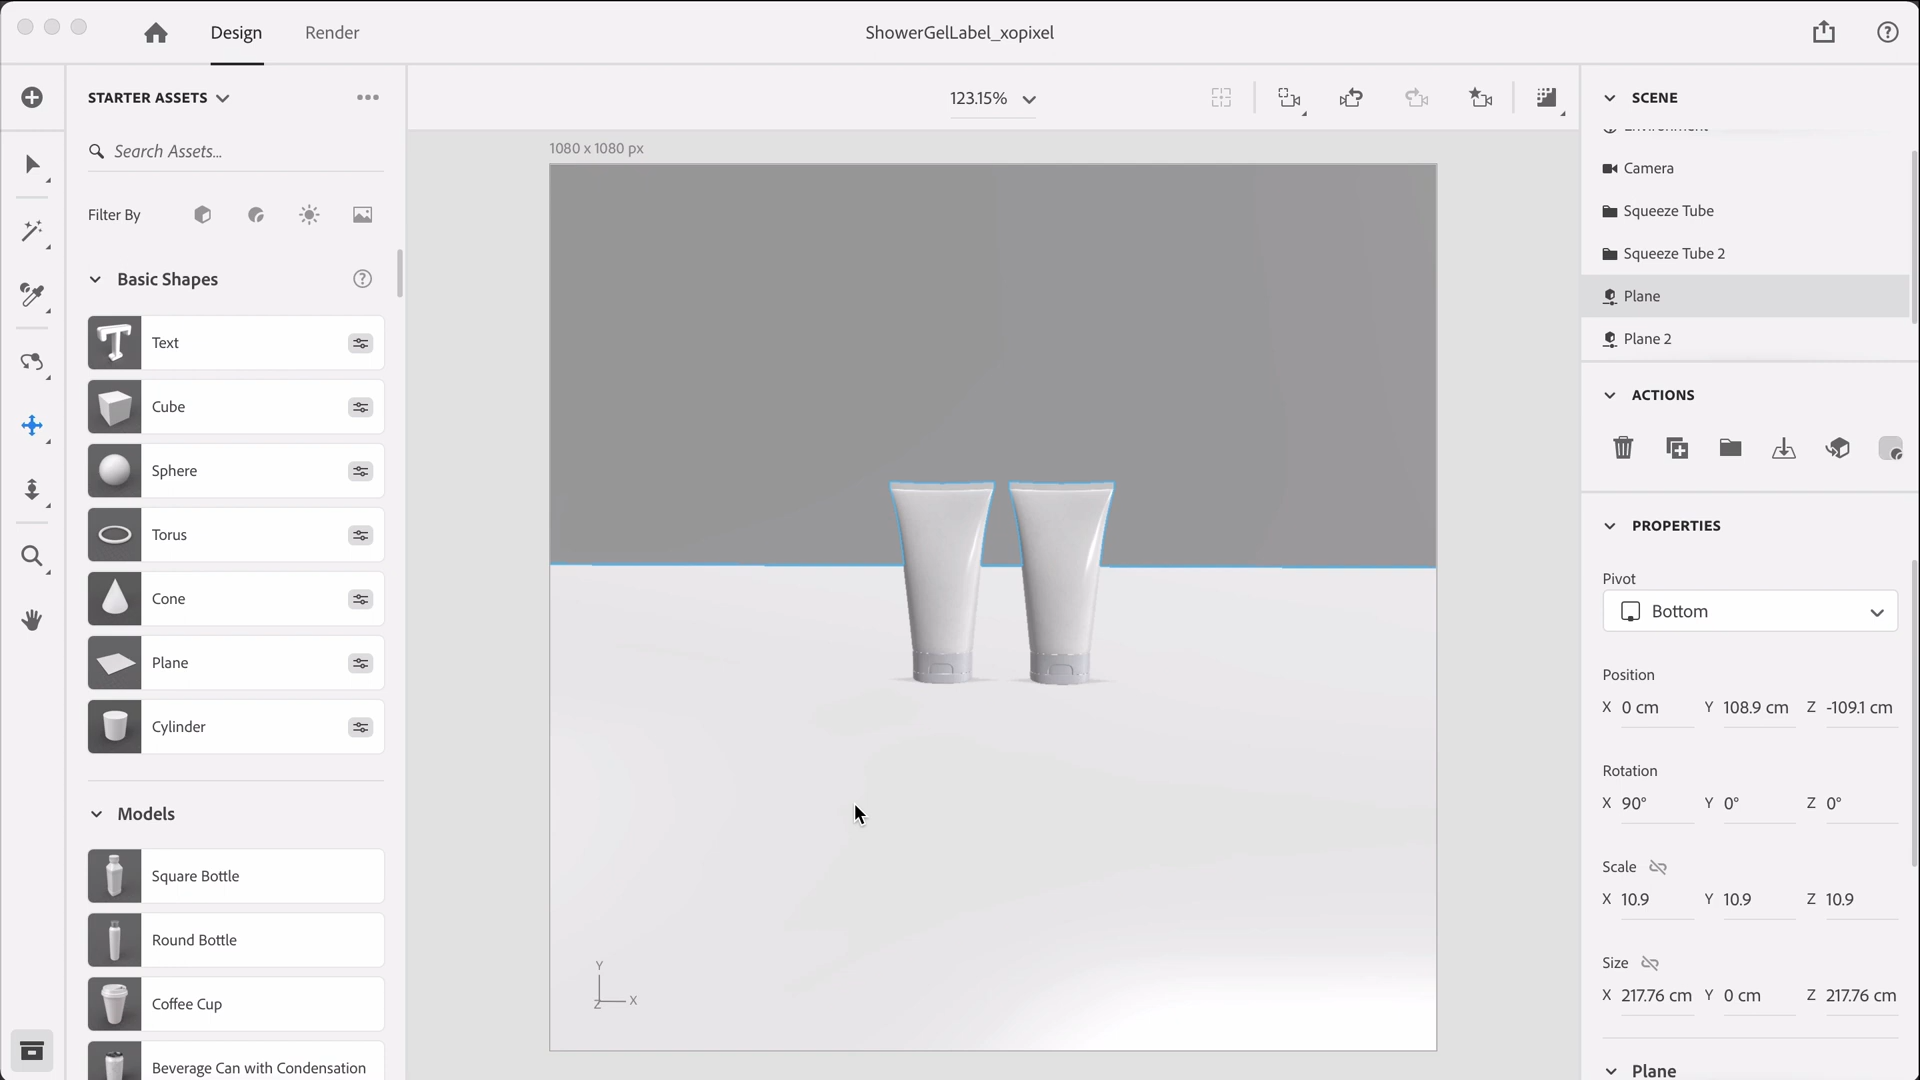 Design
Render
ShowerGelLabel_xopixel
STARTER ASSETS
123.15%
SCENE
Search Assets...
1080 x 1080 px
Environment
Camera
Squeeze Tube
Squeeze Tube 2
Plane
Plane 2
Filter By
Basic Shapes
Text
Cube
Sphere
Torus
Cone
Plane
Cylinder
Models
Square Bottle
Round Bottle
Coffee Cup
Beverage Can with Condensation
Y
Z
X
ACTIONS
PROPERTIES
Pivot
Bottom
Position
X 0 cm Y 108.9 cm Z -109.1 cm
Rotation
X 90° Y 0° Z 0°
Scale
X 10.9 Y 10.9 Z 10.9
Size
X 217.76 cm Y 0 cm Z 217.76 cm
Plane